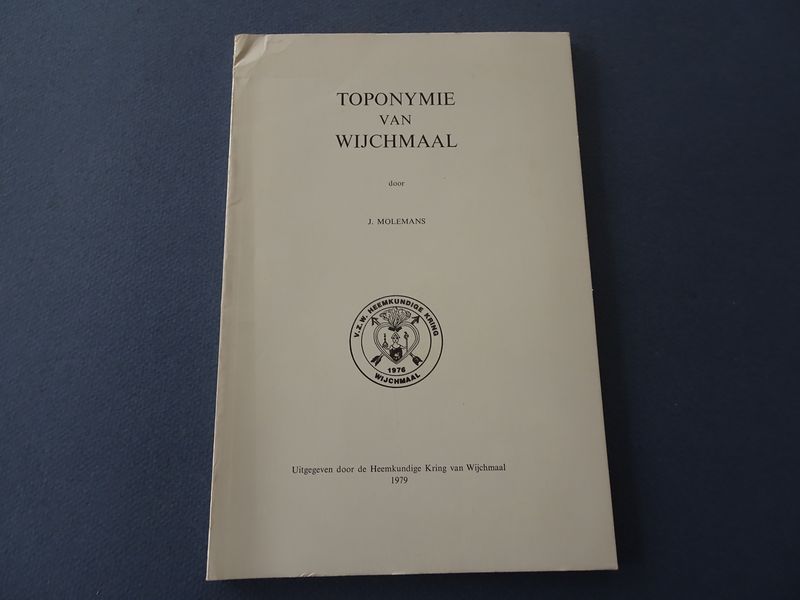 TOPONYMIE
VAN
WIJCHMAAL
door
J. MOLEMANS
V.Z.W. HEEMKUNDIGE KRING
1976
WIJCHMAAL
Uitgegeven door de Heemkundige Kring van Wijchmaal
1979